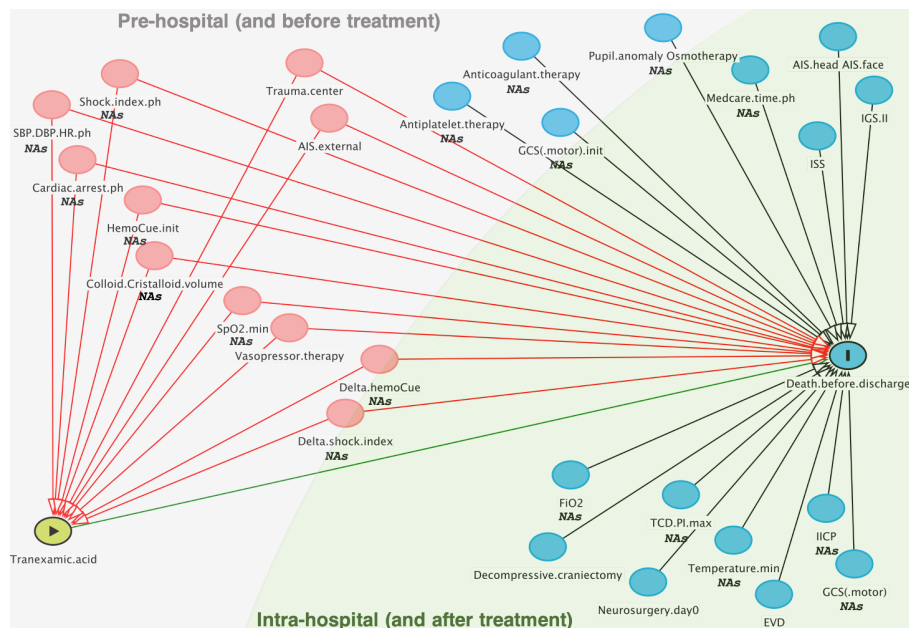 Pre-hospital (and before treatment)
Shock.index.ph
NAs
SBP.DBP.HR.ph
NAs
Cardiac.arrest.ph
NAs
HemoCue.init
NAs
Colloid.Cristalloid.volume
NAs
SpO2.min
NAs
Vasopressor.therapy
Delta.hemoCue
NAs
Delta.shock.index
NAs
Tranexamic.acid
Trauma.center
AIS.external
Anticoagulant.therapy
NAs
Antiplatelet.therapy
NAs
GCS(.motor).init
NAs
Pupil.anomaly Osmotherapy
NAs
Medcare.time.ph
NAs
AIS.head AIS.face
IGS.II
ISS
Death.before.discharge
FiO2
NAs
Decompressive.craniectomy
TCD.PI.max
NAs
Neurosurgery.day0
Temperature.min
NAs
EVD
IICP
NAs
GCS(.motor)
NAs
Intra-hospital (and after treatment)